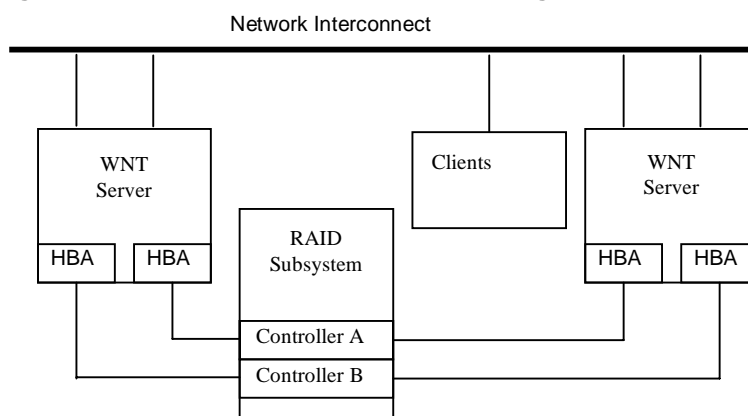 Network Interconnect
WNT
Server
HBA
HBA
RAID
Subsystem
Controller A
Controller B
Clients
WNT
Server
HBA
HBA